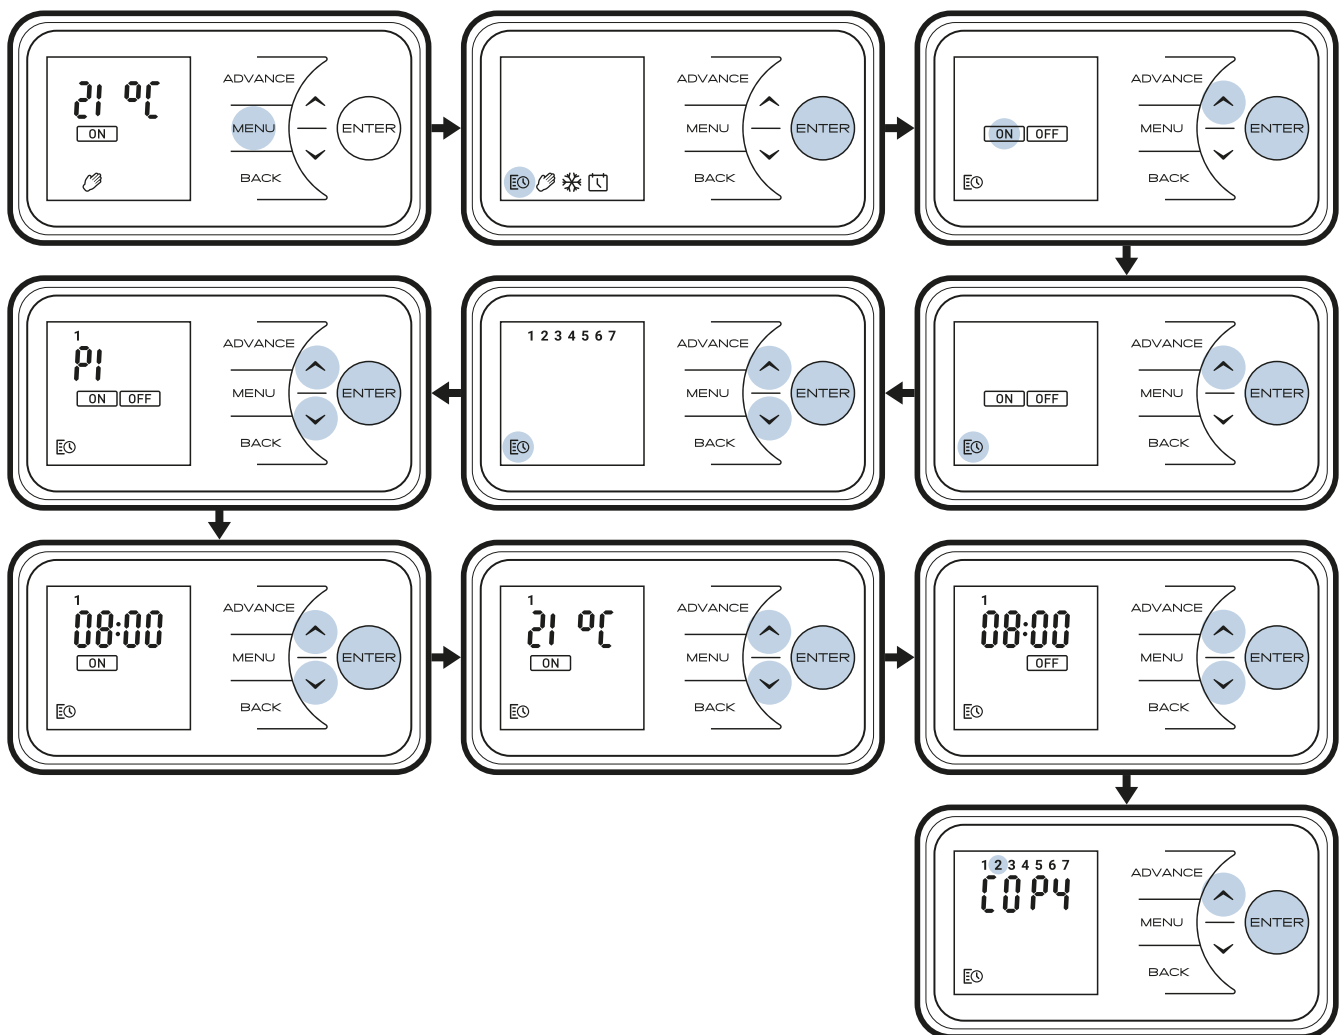 21 °C
ON
ADVANCE
MENU
BACK
ENTER
ADVANCE
MENU
BACK
ENTER
ON OFF
ADVANCE
MENU
BACK
ENTER
1
P1
ON OFF
ADVANCE
MENU
BACK
ENTER
1 2 3 4 5 6 7
ADVANCE
MENU
BACK
ENTER
ON OFF
ADVANCE
MENU
BACK
ENTER
1
08:00
ON
ADVANCE
MENU
BACK
ENTER
1
21 °C
ON
ADVANCE
MENU
BACK
ENTER
1
08:00
OFF
ADVANCE
MENU
BACK
ENTER
1 2 3 4 5 6 7
COPY
ADVANCE
MENU
BACK
ENTER